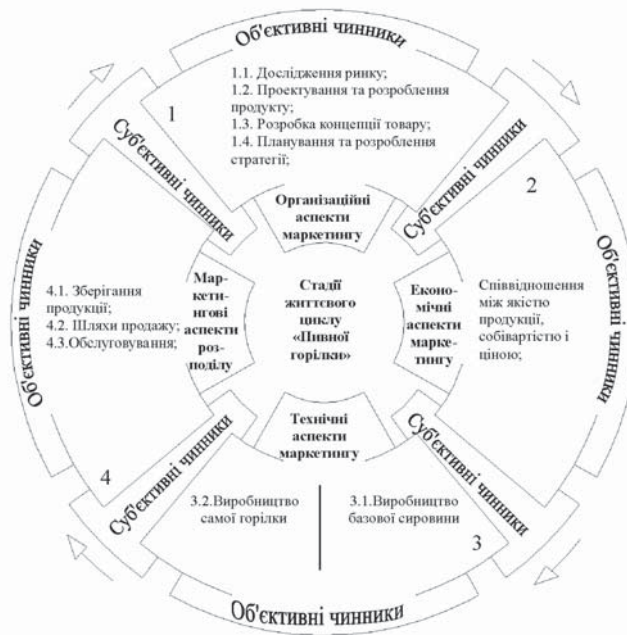 Об'єктивні чинники
1
1.1. Дослідження ринку;
1.2. Проектування та розроблення
продукту;
1.3. Розробка концепції товару;
1.4. Планування та розроблення
стратегії;
Суб'єктивні чинники
Суб'єктивні чинники
2
Організаційні
аспекти
маркетингу
Об'єктивні чинники
4.1. Зберігання
продукції;
4.2. Шляхи продажу;
4.3.Обслуговування;
Мар-
кети-
нгові
аспекти
роз-
поділу
Стадії
життєвого
циклу
«Пивної
горілки»
Еконо-
мічні
аспекти
марке-
тингу
Співвідношення
між якістю
продукції,
собівартістю і
ціною;
Об'єктивні чинники
Технічні
аспекти
маркетингу
4
Суб'єктивні чинники
Суб'єктивні чинники
3.2.Виробництво
самої горілки
3.1.Виробництво
базової сировини
3
Об'єктивні чинники